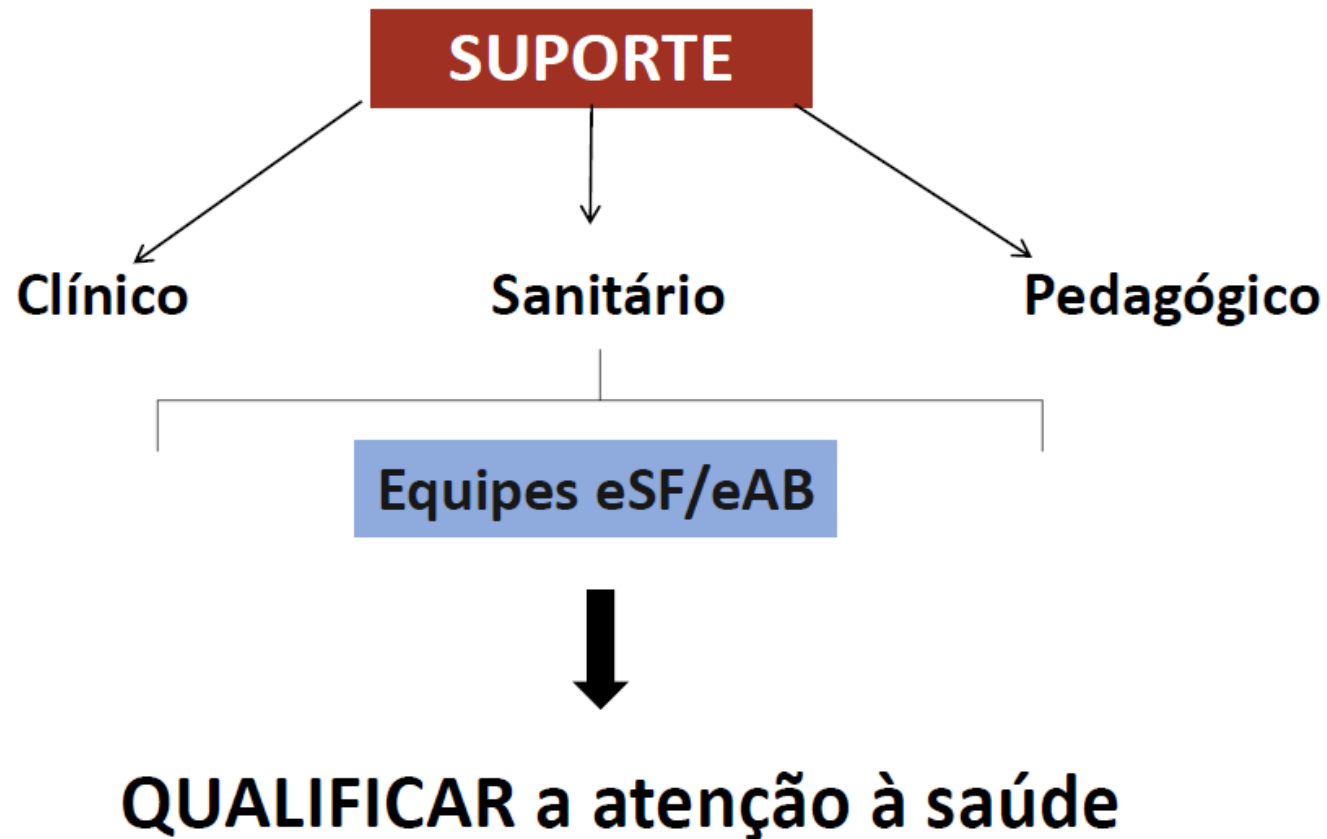 SUPORTE
Clínico Sanitário Pedagógico
Equipes eSF/eAB
QUALIFICAR a atenção à saúde